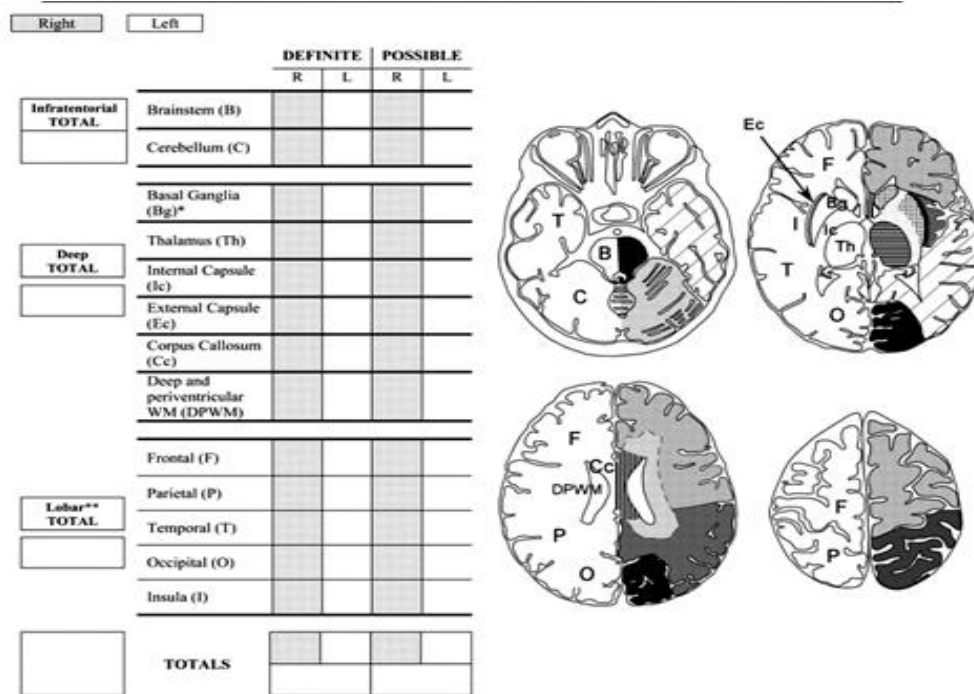 Right Left
DEFINITE POSSIBLE
R L R L
Infratentorial
TOTAL
Brainstem (B)
Cerebellum (C)
Deep
TOTAL
Basal Ganglia
(Bg)*
Thalamus (Th)
Internal Capsule
(Ic)
External Capsule
(Ec)
Corpus Callosum
(Cc)
Deep and
periventricular
WM (DPWM)
Lobar**
TOTAL
Frontal (F)
Parietal (P)
Temporal (T)
Occipital (O)
Insula (I)
TOTALS
T
B
C
Ec
F
Bg
I
Ic
Th
T
O
F
Cc
DPWM
P
O
F
P